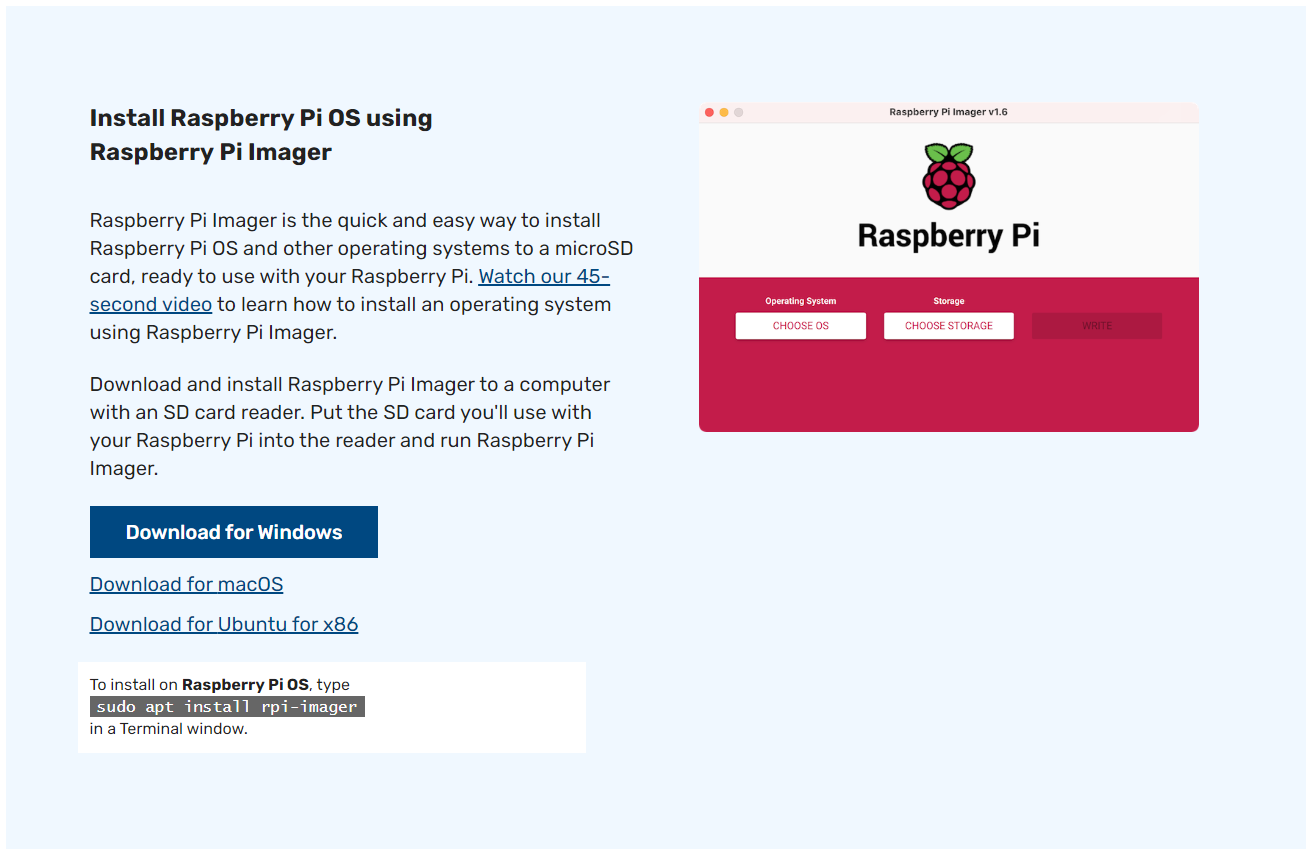 Install Raspberry Pi OS using
Raspberry Pi Imager
Raspberry Pi Imager is the quick and easy way to install
Raspberry Pi OS and other operating systems to a microSD
card, ready to use with your Raspberry Pi. Watch our 45-
second video to learn how to install an operating system
using Raspberry Pi Imager.
Download and install Raspberry Pi Imager to a computer
with an SD card reader. Put the SD card you'll use with
your Raspberry Pi into the reader and run Raspberry Pi
Imager.
Download for Windows
Download for macOS
Download for Ubuntu for x86
To install on Raspberry Pi OS, type
sudo apt install rpi-imager
in a Terminal window.
Raspberry Pi Imager v1.6
Raspberry Pi
Operating System
Storage
CHOOSE OS
CHOOSE STORAGE
WRITE